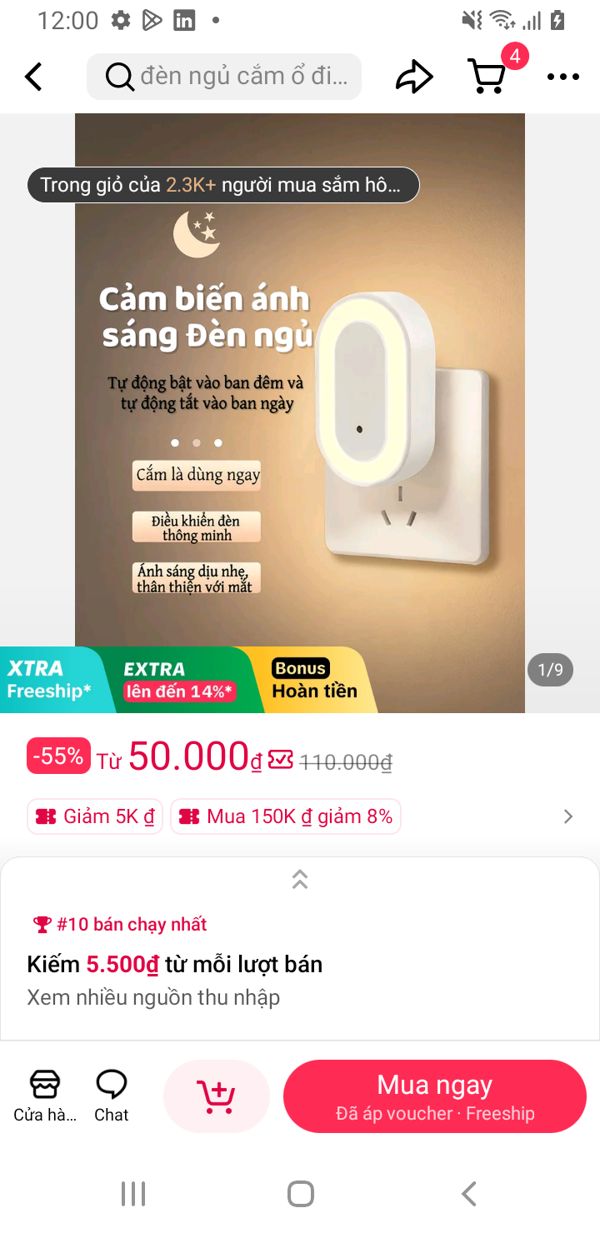 12:00
đèn ngủ cắm ổ đi...
4
Trong giỏ của 2.3K+ người mua sắm hô...
Cảm biến ánh
sáng Đèn ngủ
Tự động bật vào ban đêm và
tự động tắt vào ban ngày
Cắm là dùng ngay
Điều khiển đèn
thông minh
Ánh sáng dịu nhẹ,
thân thiện với mắt
XTRA
Freeship*
EXTRA
lên đến 14%*
Bonus
Hoàn tiền
1/9
-55% Từ 50.000₫ 110.000₫
Giảm 5K ₫
Mua 150K ₫ giảm 8%
#10 bán chạy nhất
Kiếm 5.500₫ từ mỗi lượt bán
Xem nhiều nguồn thu nhập
Cửa hà...
Chat
Mua ngay
Đã áp voucher · Freeship